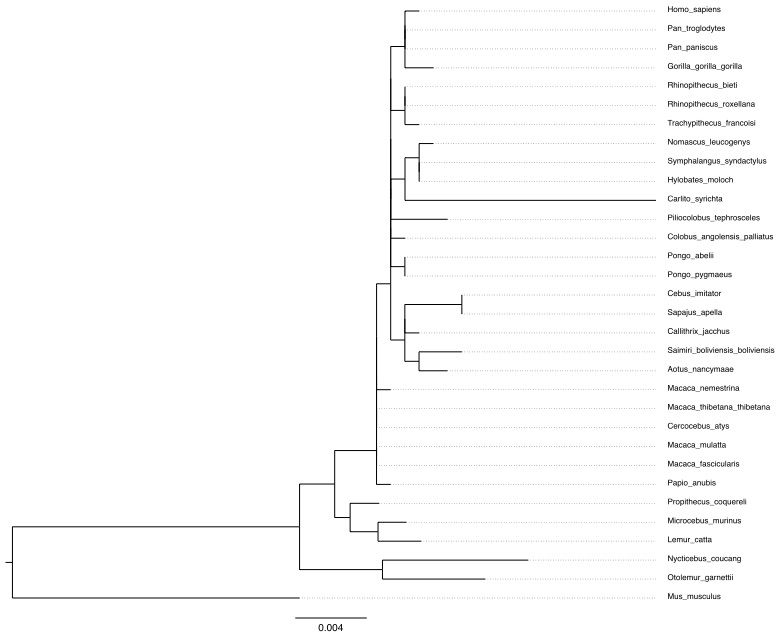 Homo_sapiens
Pan_troglodytes
Pan_paniscus
Gorilla_gorilla_gorilla
Rhinopithecus_bieti
Rhinopithecus_roxellana
Trachypithecus_francoisi
Nomascus_leucogenys
Symphalangus_syndactylus
Hylobates_moloch
Carlito_syrichta
Piliocolobus_tephrosceles
Colobus_angolensis_palliatus
Pongo_abelii
Pongo_pygmaeus
Cebus_imitator
Sapajus_apella
Callithrix_jacchus
Saimiri_boliviensis_boliviensis
Aotus_nancymaae
Macaca_nemestrina
Macaca_thibetana_thibetana
Cercocebus_atys
Macaca_mulatta
Macaca_fascicularis
Papio_anubis
Propithecus_coquereli
Microcebus_murinus
Lemur_catta
Nycticebus_coucang
Otolemur_garnettii
Mus_musculus
0.004